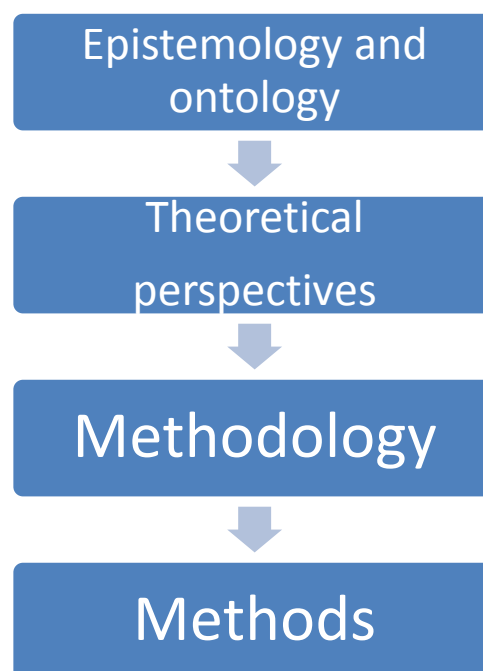 Epistemology and
ontology
Theoretical
perspectives
Methodology
Methods